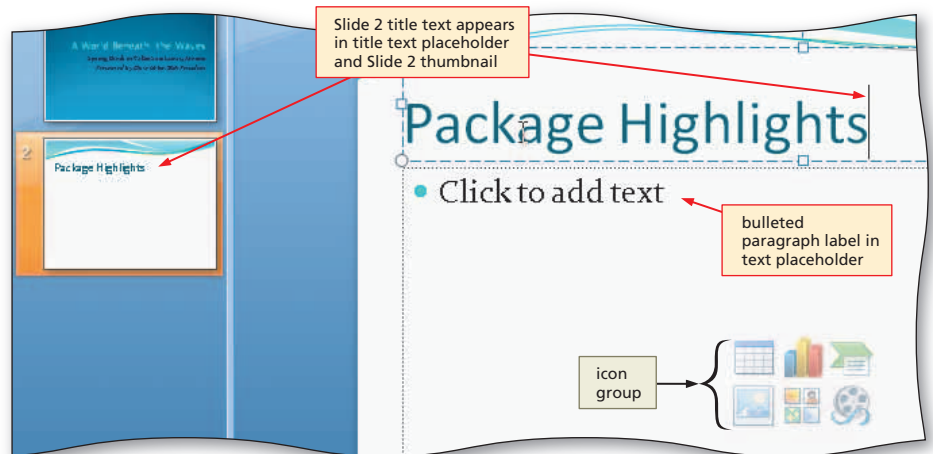 Slide 2 title text appears
in title text placeholder
and Slide 2 thumbnail
A World Beneath the Waves
2
Package Highlights
Package Highlights
• Click to add text
bulleted
paragraph label in
text placeholder
icon
group